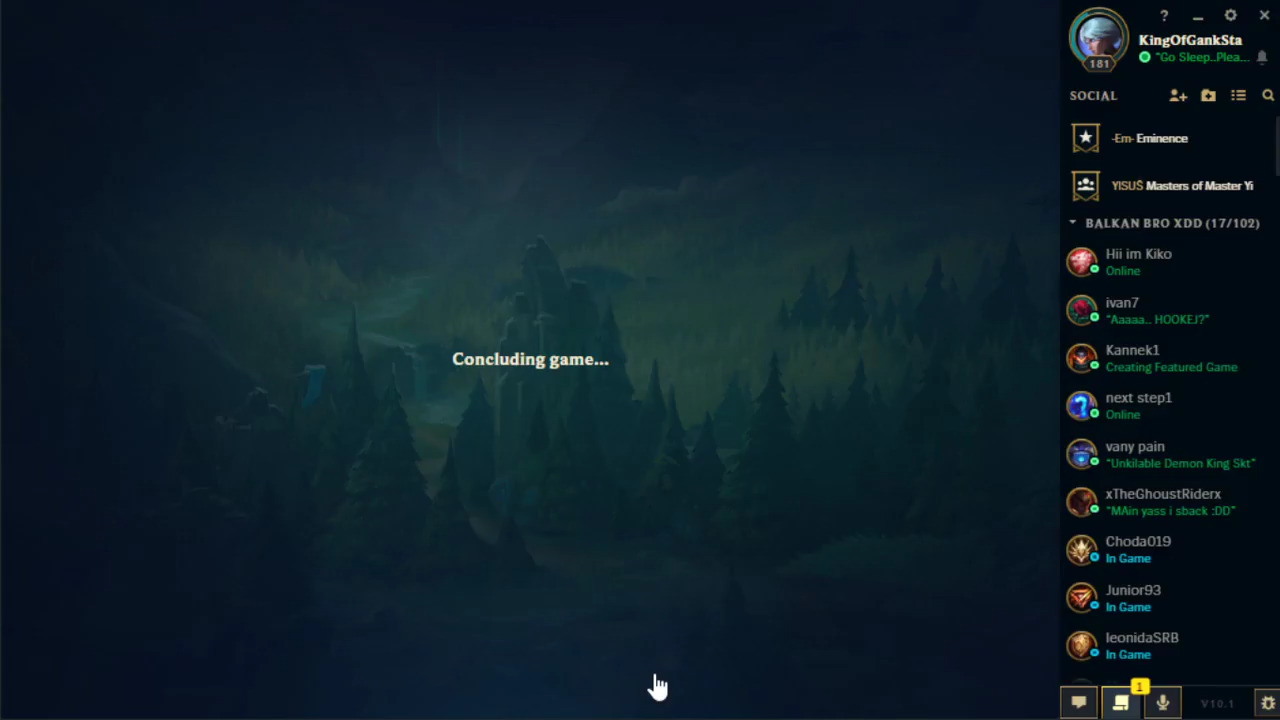 ?
KingOfGankSta
181
"Go Sleep..Plea...
SOCIAL
-Em- Eminence
YISUŠ Masters of Master Yi
BALKAN BRO XDD (17/102)
Hii im Kiko
Online
ivan7
"Aaaaa.. HOOKEJ?"
Kannek1
Creating Featured Game
next step1
Online
vany pain
"Unkilable Demon King Skt"
xTheGhoustRiderx
"MAin yass i sback :DD"
Choda019
In Game
Junior93
In Game
leonidaSRB
In Game
1
V10.1
Concluding game...